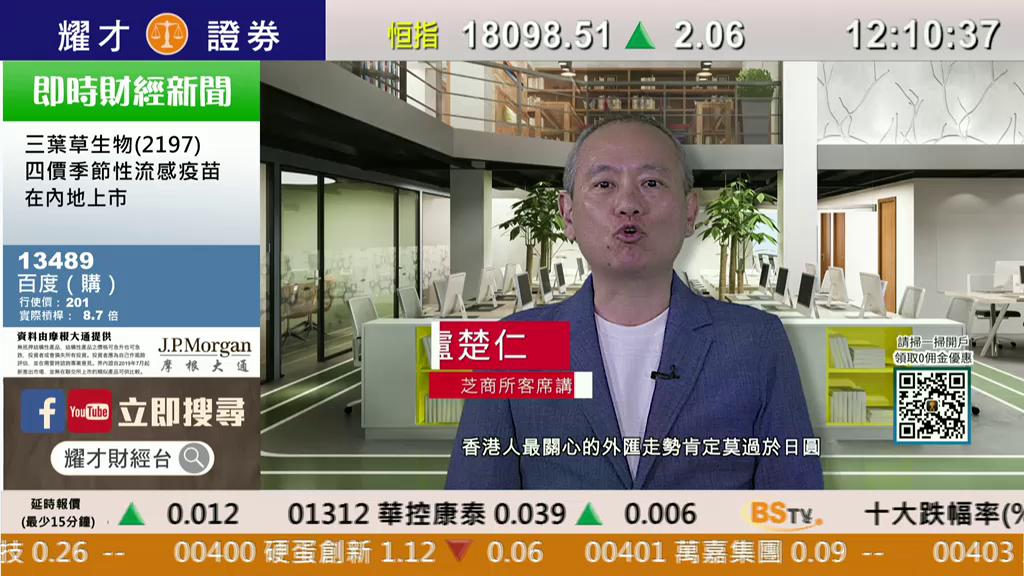 耀才 證券
恒指 18098.51 ▲ 2.06 12:10:37
即時財經新聞
三葉草生物(2197)
四價季節性流感疫苗
在內地上市
13489
百度(購)
行使價：201
實際槓桿： 8.7 倍
資料由摩根大通提供
J.P.Morgan
摩根大通
f YouTube 立即搜尋
耀才財經台
盧楚仁
芝商所客席講
請掃一掃開戶
領取0佣金優惠
香港人最關心的外匯走勢肯定莫過於日圓
延時報價
(最少15分鐘)
▲ 0.012 01312 華控康泰 0.039 ▲ 0.006 BSTV 十大跌幅率(%
技 0.26 -- 00400 硬蛋創新 1.12 ▼ 0.06 00401 萬嘉集團 0.09 -- 00403